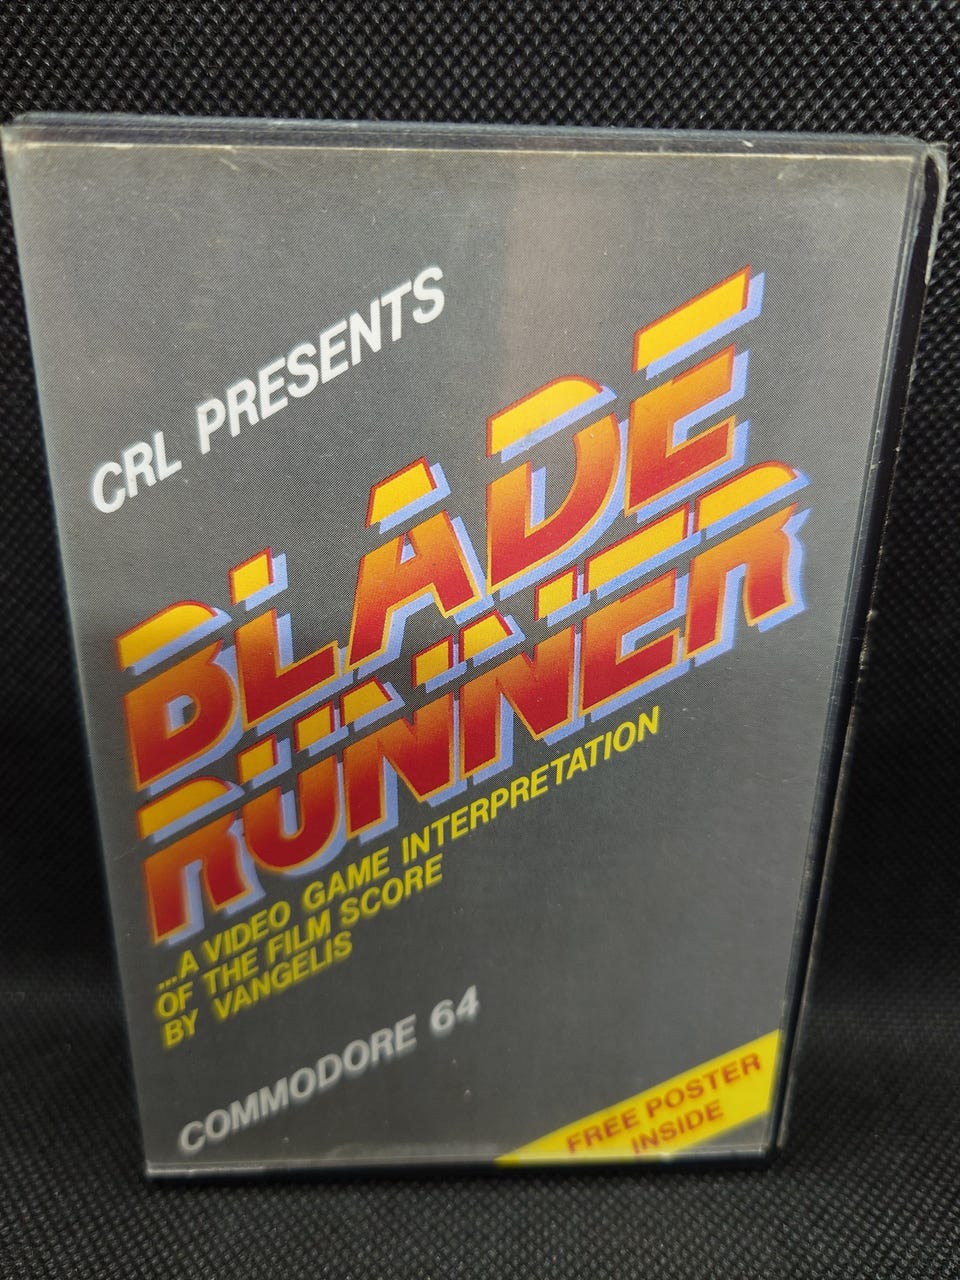 CRL PRESENTS
BLADE
RUNNER
...A VIDEO GAME INTERPRETATION
OF THE FILM SCORE
BY VANGELIS
COMMODORE 64
FREE POSTER
INSIDE